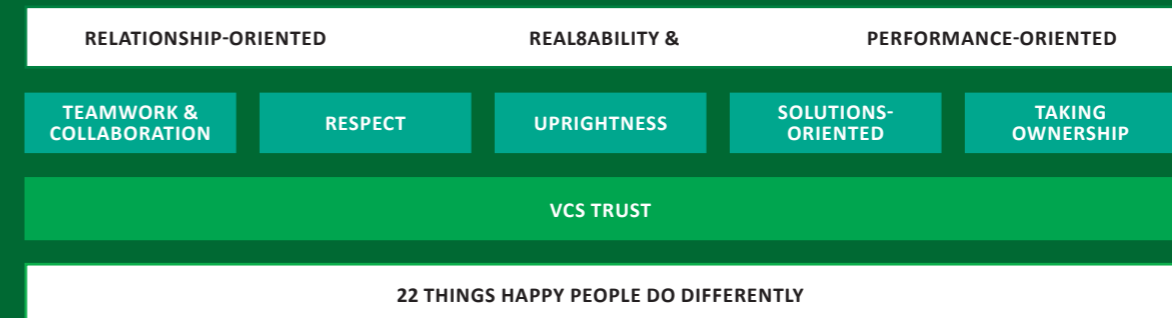 RELATIONSHIP-ORIENTED REAL8ABILITY & PERFORMANCE-ORIENTED
TEAMWORK &
COLLABORATION
RESPECT
UPRIGHTNESS
SOLUTIONS-
ORIENTED
TAKING
OWNERSHIP
VCS TRUST
22 THINGS HAPPY PEOPLE DO DIFFERENTLY